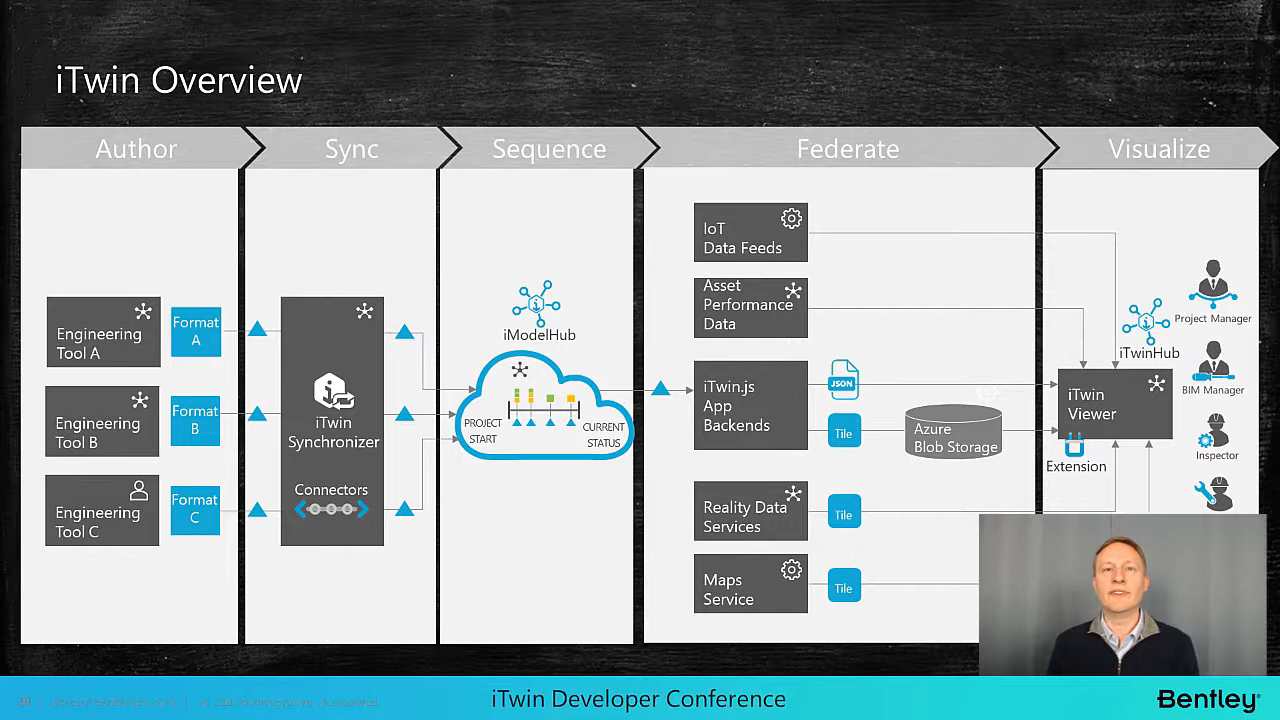 iTwin Overview
Author
Sync
Sequence
Federate
Visualize
Engineering
Tool A
Format
A
Engineering
Tool B
Format
B
Engineering
Tool C
Format
C
iTwin
Synchronizer
Connectors
iModelHub
PROJECT
START
CURRENT
STATUS
IoT
Data Feeds
Asset
Performance
Data
iTwin.js
App
Backends
JSON
Tile
Azure
Blob Storage
Reality Data
Services
Tile
Maps
Service
Tile
iTwinHub
iTwin
Viewer
Extension
Project Manager
BIM Manager
Inspector
iTwin Developer Conference
Bentley